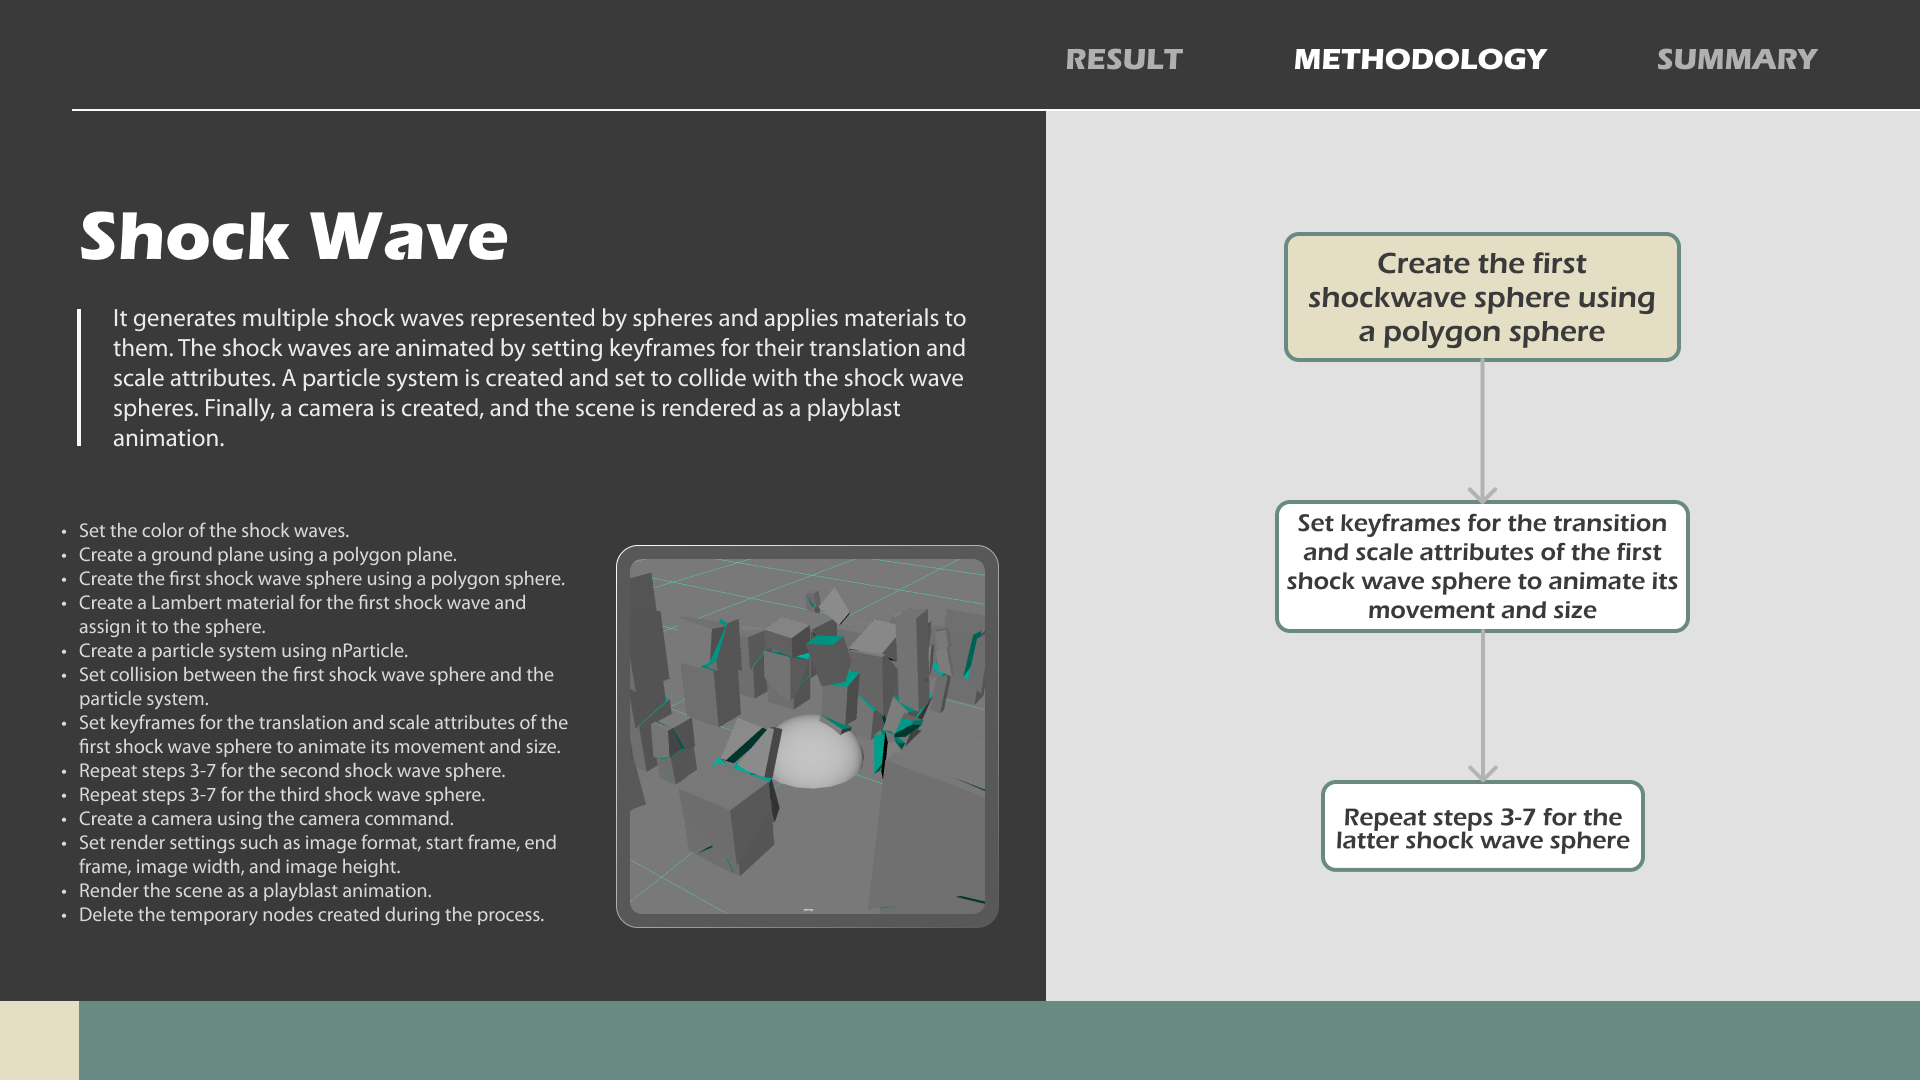 RESULT METHODOLOGY SUMMARY
Shock Wave
It generates multiple shock waves represented by spheres and applies materials to
them. The shock waves are animated by setting keyframes for their translation and
scale attributes. A particle system is created and set to collide with the shock wave
spheres. Finally, a camera is created, and the scene is rendered as a playblast
animation.
• Set the color of the shock waves.
• Create a ground plane using a polygon plane.
• Create the first shock wave sphere using a polygon sphere.
• Create a Lambert material for the first shock wave and
assign it to the sphere.
• Create a particle system using nParticle.
• Set collision between the first shock wave sphere and the
particle system.
• Set keyframes for the translation and scale attributes of the
first shock wave sphere to animate its movement and size.
• Repeat steps 3-7 for the second shock wave sphere.
• Repeat steps 3-7 for the third shock wave sphere.
• Create a camera using the camera command.
• Set render settings such as image format, start frame, end
frame, image width, and image height.
• Render the scene as a playblast animation.
• Delete the temporary nodes created during the process.
Create the first
shockwave sphere using
a polygon sphere
Set keyframes for the transition
and scale attributes of the first
shock wave sphere to animate its
movement and size
Repeat steps 3-7 for the
latter shock wave sphere